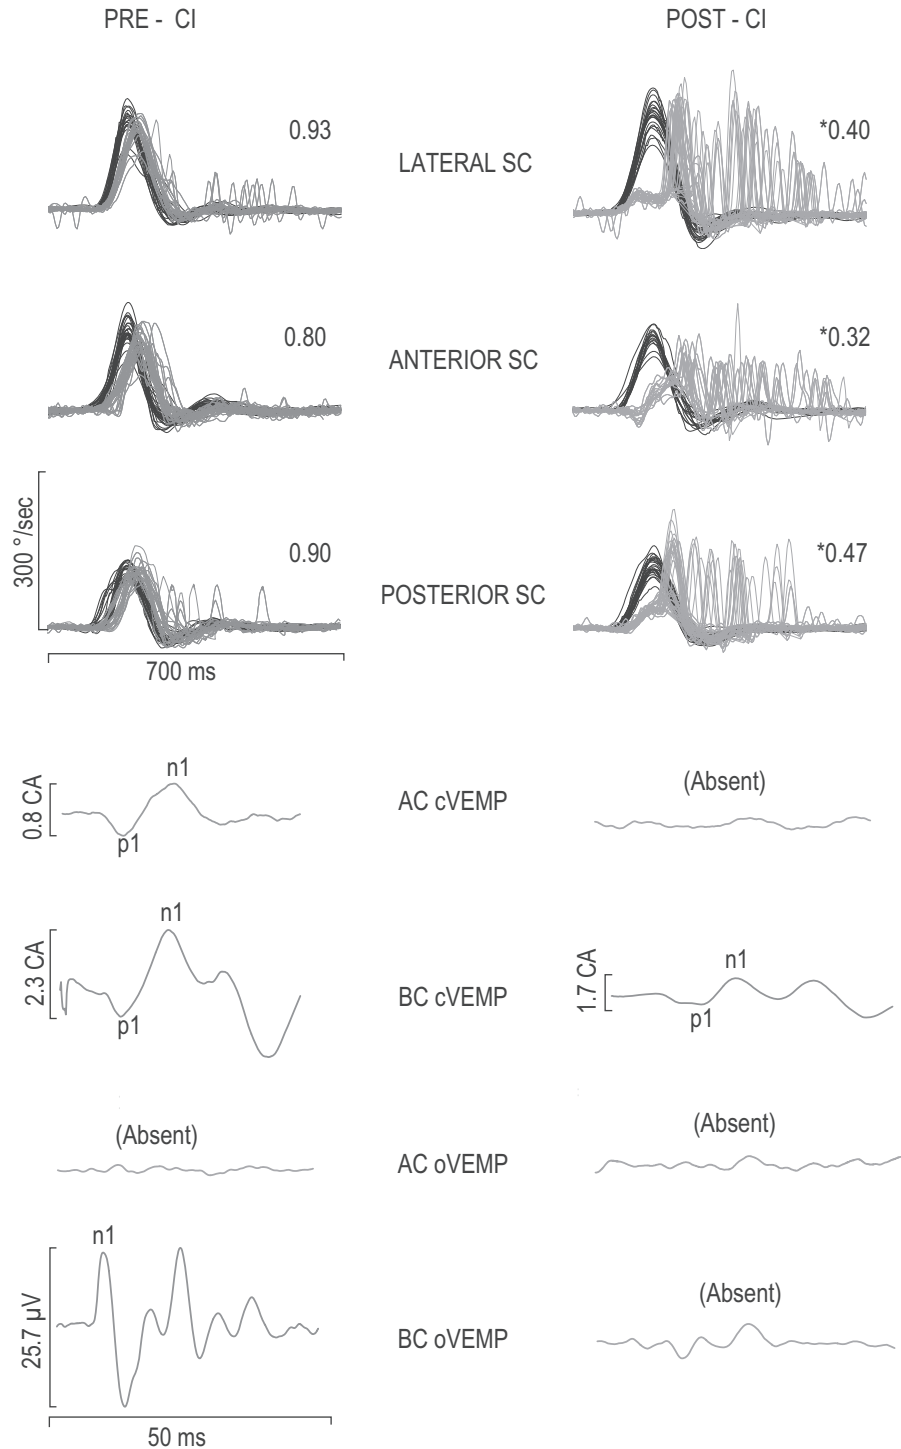 PRE - CI
POST - CI
0.93
LATERAL SC
*0.40
0.80
ANTERIOR SC
*0.32
300 °/sec
0.90
POSTERIOR SC
*0.47
700 ms
0.8 CA
n1
p1
AC cVEMP
(Absent)
2.3 CA
n1
p1
BC cVEMP
1.7 CA
n1
p1
(Absent)
AC oVEMP
(Absent)
25.7 µV
n1
BC oVEMP
(Absent)
50 ms